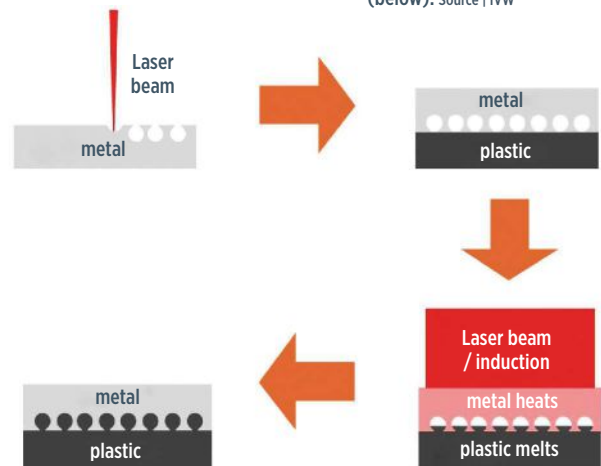 (below). Source | IVW
Laser
beam
metal
metal
plastic
Laser beam
/ induction
metal heats
plastic melts
metal
plastic